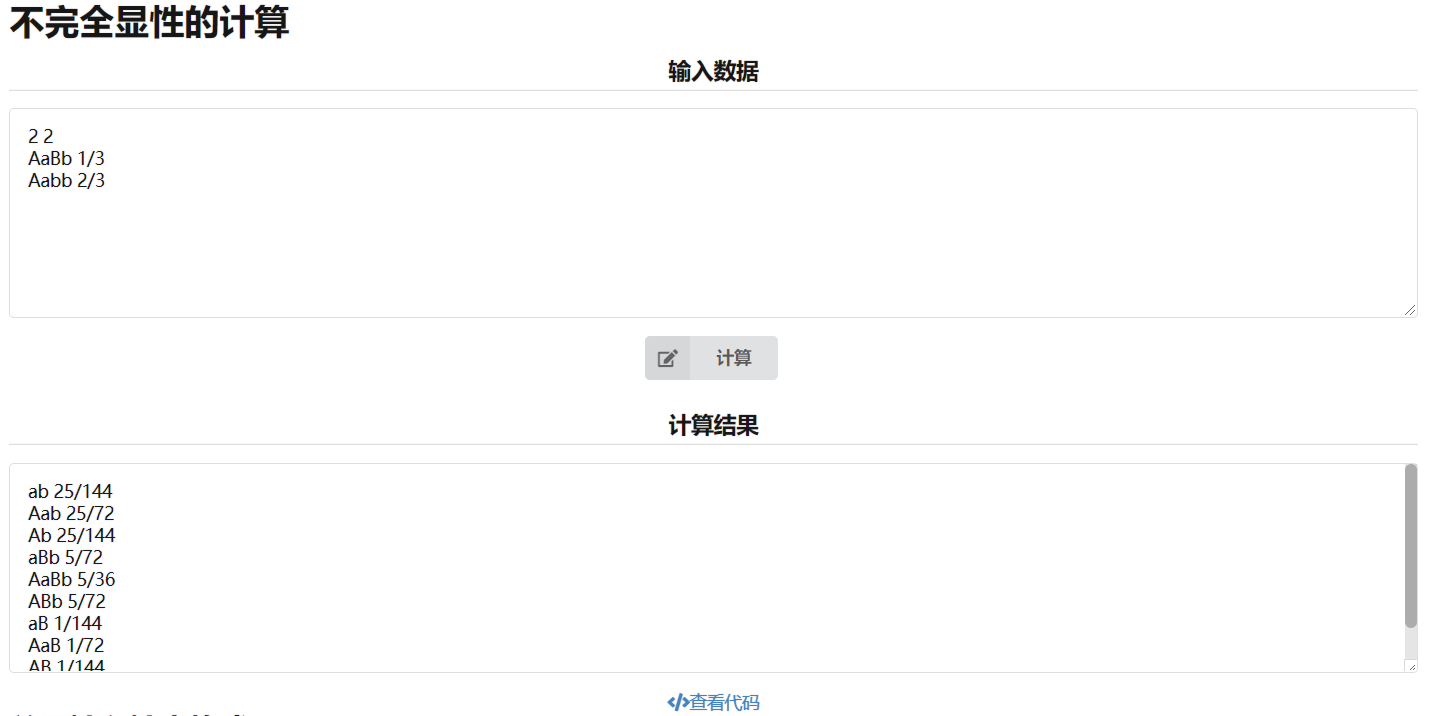 不完全显性的计算
输入数据
2 2
AaBb 1/3
Aabb 2/3
计算
计算结果
ab 25/144
Aab 25/72
Ab 25/144
aBb 5/72
AaBb 5/36
ABb 5/72
aB 1/144
AaB 1/72
AB 1/144
查看代码